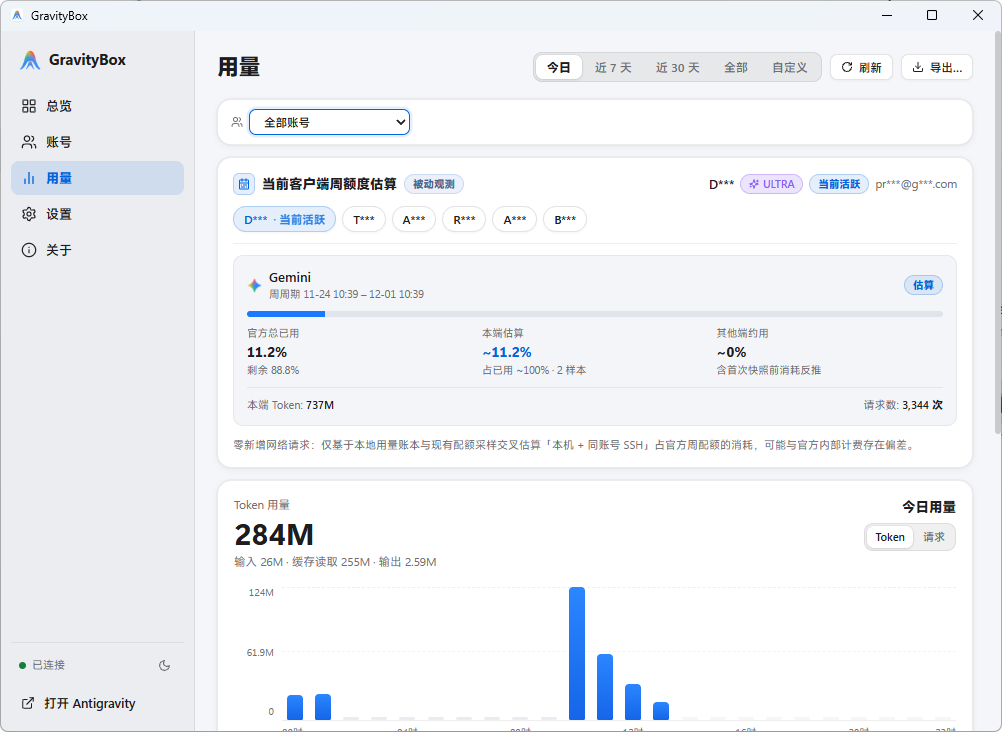 GravityBox
GravityBox
总览
账号
用量
设置
关于
已连接
打开 Antigravity
用量
今日 近 7 天 近 30 天 全部 自定义 刷新 导出...
全部账号
当前客户端周额度估算 被动观测 D*** ULTRA 当前活跃 pr***@g***.com
D*** · 当前活跃 T*** A*** R*** A*** B***
Gemini
周周期 11-24 10:39 – 12-01 10:39
估算
官方总已用 本端估算 其他端约用
11.2% ~11.2% ~0%
剩余 88.8% 占已用 ~100% · 2 样本 含首次快照前消耗反推
本端 Token: 737M 请求数: 3,344 次
零新增网络请求：仅基于本地用量账本与现有配额采样交叉估算「本机 + 同账号 SSH」占官方周配额的消耗，可能与官方内部计费存在偏差。
Token 用量 今日用量
284M
Token 请求
输入 26M · 缓存读取 255M · 输出 2.59M
124M
61.9M
0